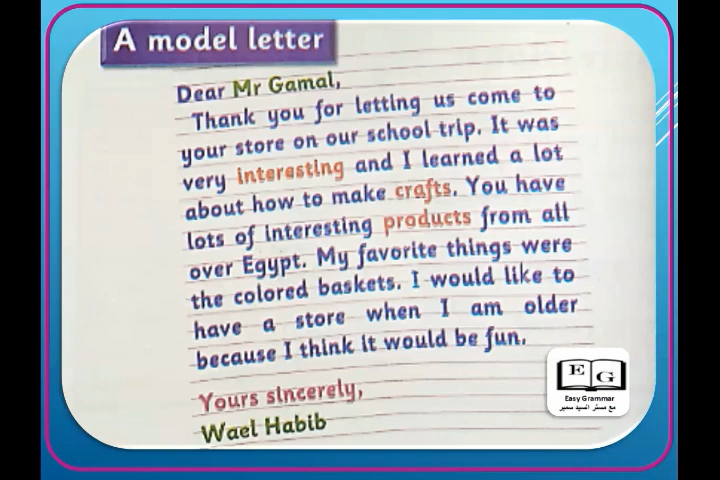 A model letter
Dear Mr Gamal,
Thank you for letting us come to
your store on our school trip. It was
very interesting and I learned a lot
about how to make crafts. You have
lots of interesting products from all
over Egypt. My favorite things were
the colored baskets. I would like to
have a store when I am older
because I think it would be fun.
Yours sincerely,
Wael Habib
E G
Easy Grammar
مع مستر السيد سمير